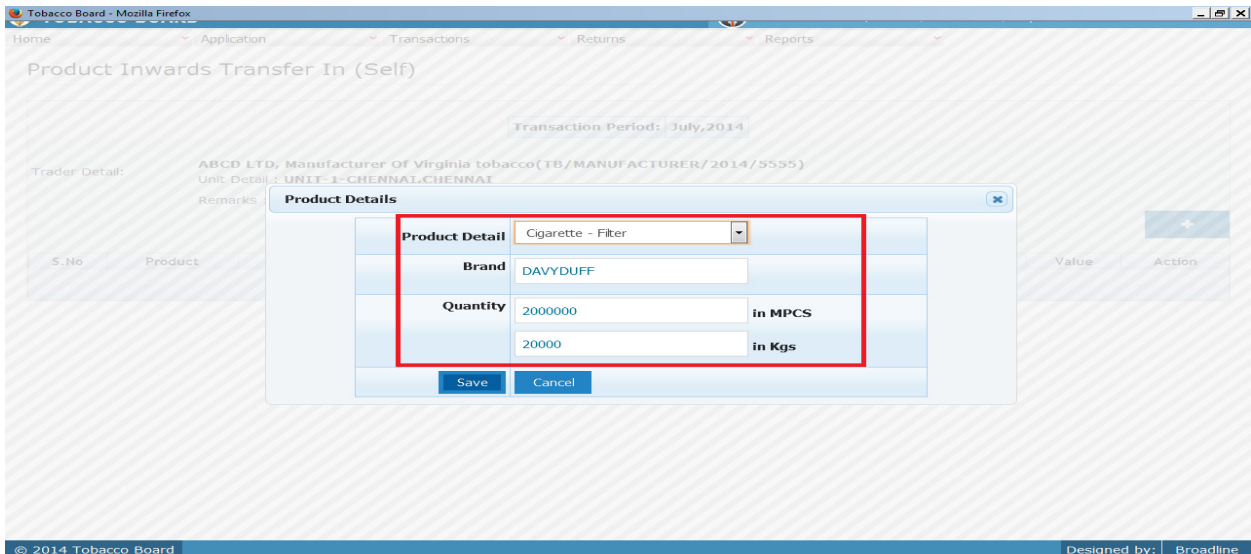 Tobacco Board - Mozilla Firefox
TOBACCO BOARD
Home Application Transactions Returns Reports
Product Inwards Transfer In (Self)
Transaction Period: July,2014
Trader Detail: ABCD LTD, Manufacturer Of Virginia tobacco(TB/MANUFACTURER/2014/5555)
Unit Detail : UNIT-1-CHENNAI,CHENNAI
Remarks :
Product Details
Product Detail Cigarette - Filter
Brand DAVYDUFF
Quantity 2000000 in MPCS
20000 in Kgs
S.No Product Value Action
Save Cancel
© 2014 Tobacco Board Designed by: Broadline